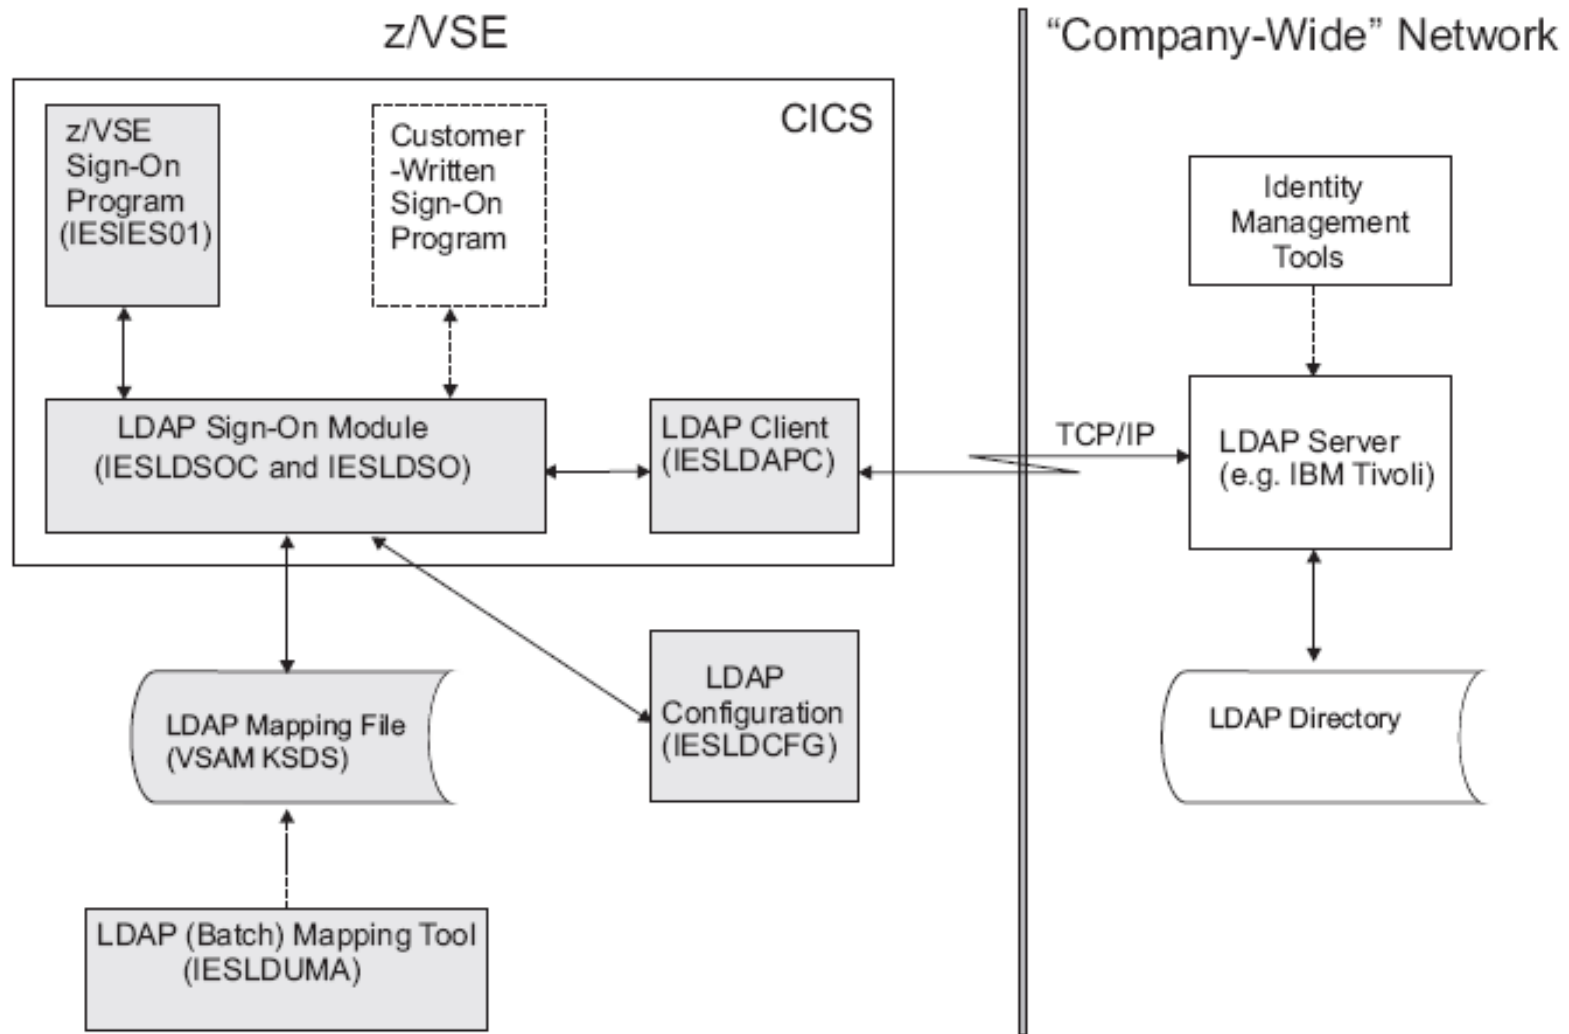 z/VSE
"Company-Wide" Network
CICS
z/VSE
Sign-On
Program
(IESIES01)
Customer
-Written
Sign-On
Program
Identity
Management
Tools
LDAP Sign-On Module
(IESLDSOC and IESLDSO)
LDAP Client
(IESLDAPC)
TCP/IP
LDAP Server
(e.g. IBM Tivoli)
LDAP Mapping File
(VSAM KSDS)
LDAP
Configuration
(IESLDCFG)
LDAP Directory
LDAP (Batch) Mapping Tool
(IESLDUMA)